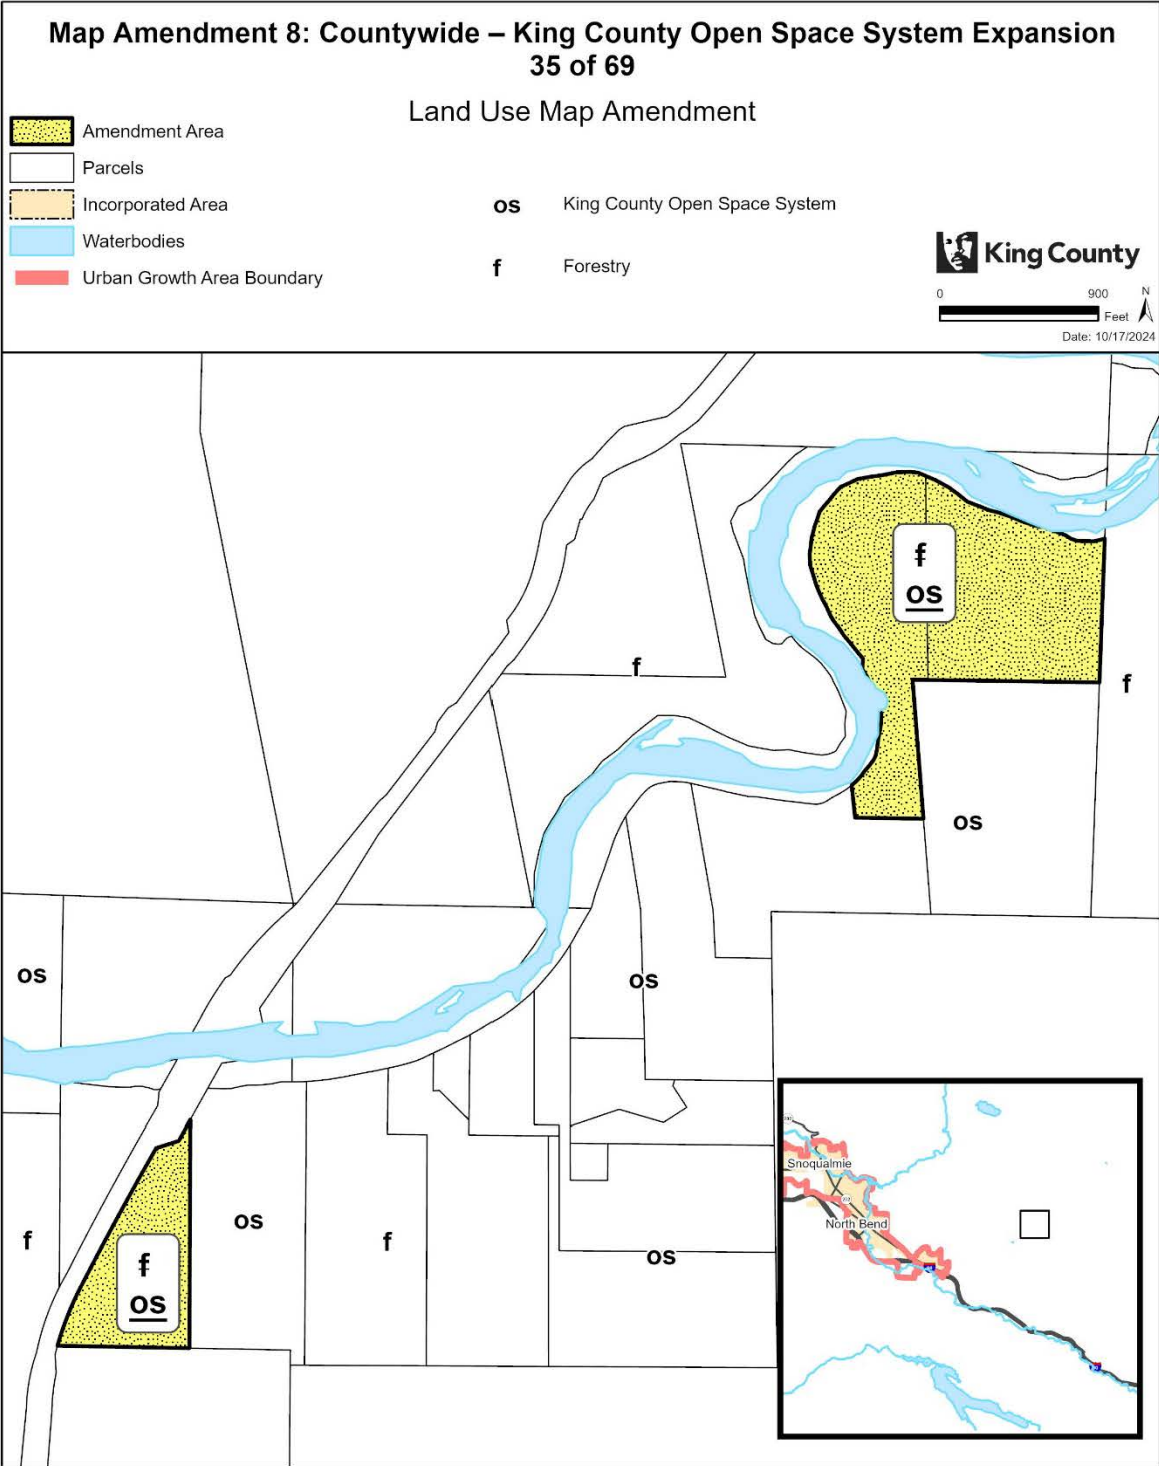 Map Amendment 8: Countywide – King County Open Space System Expansion
35 of 69
Land Use Map Amendment
Amendment Area
Parcels
Incorporated Area
Waterbodies
Urban Growth Area Boundary
os King County Open Space System
f Forestry
King County
0 900
Feet
N
Date: 10/17/2024
f
os
f
f
os
os
os
f
os
f
os
f
os
Snoqualmie
North Bend